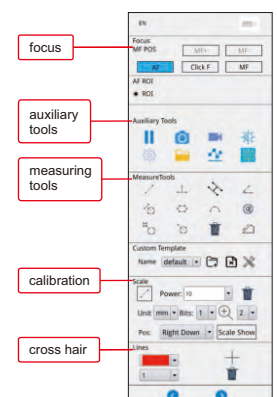 EN
focus
Focus
MF POS
MF+
MF-
AF
Click F
MF
AF ROI
ROI
auxiliary
tools
Auxiliary Tools
measuring
tools
MeasureTools
Custom Template
Name default
calibration
Scale
Power: 10
Unit mm Bits: 1 2
Pos: Right Down Scale Show
cross hair
Lines
1